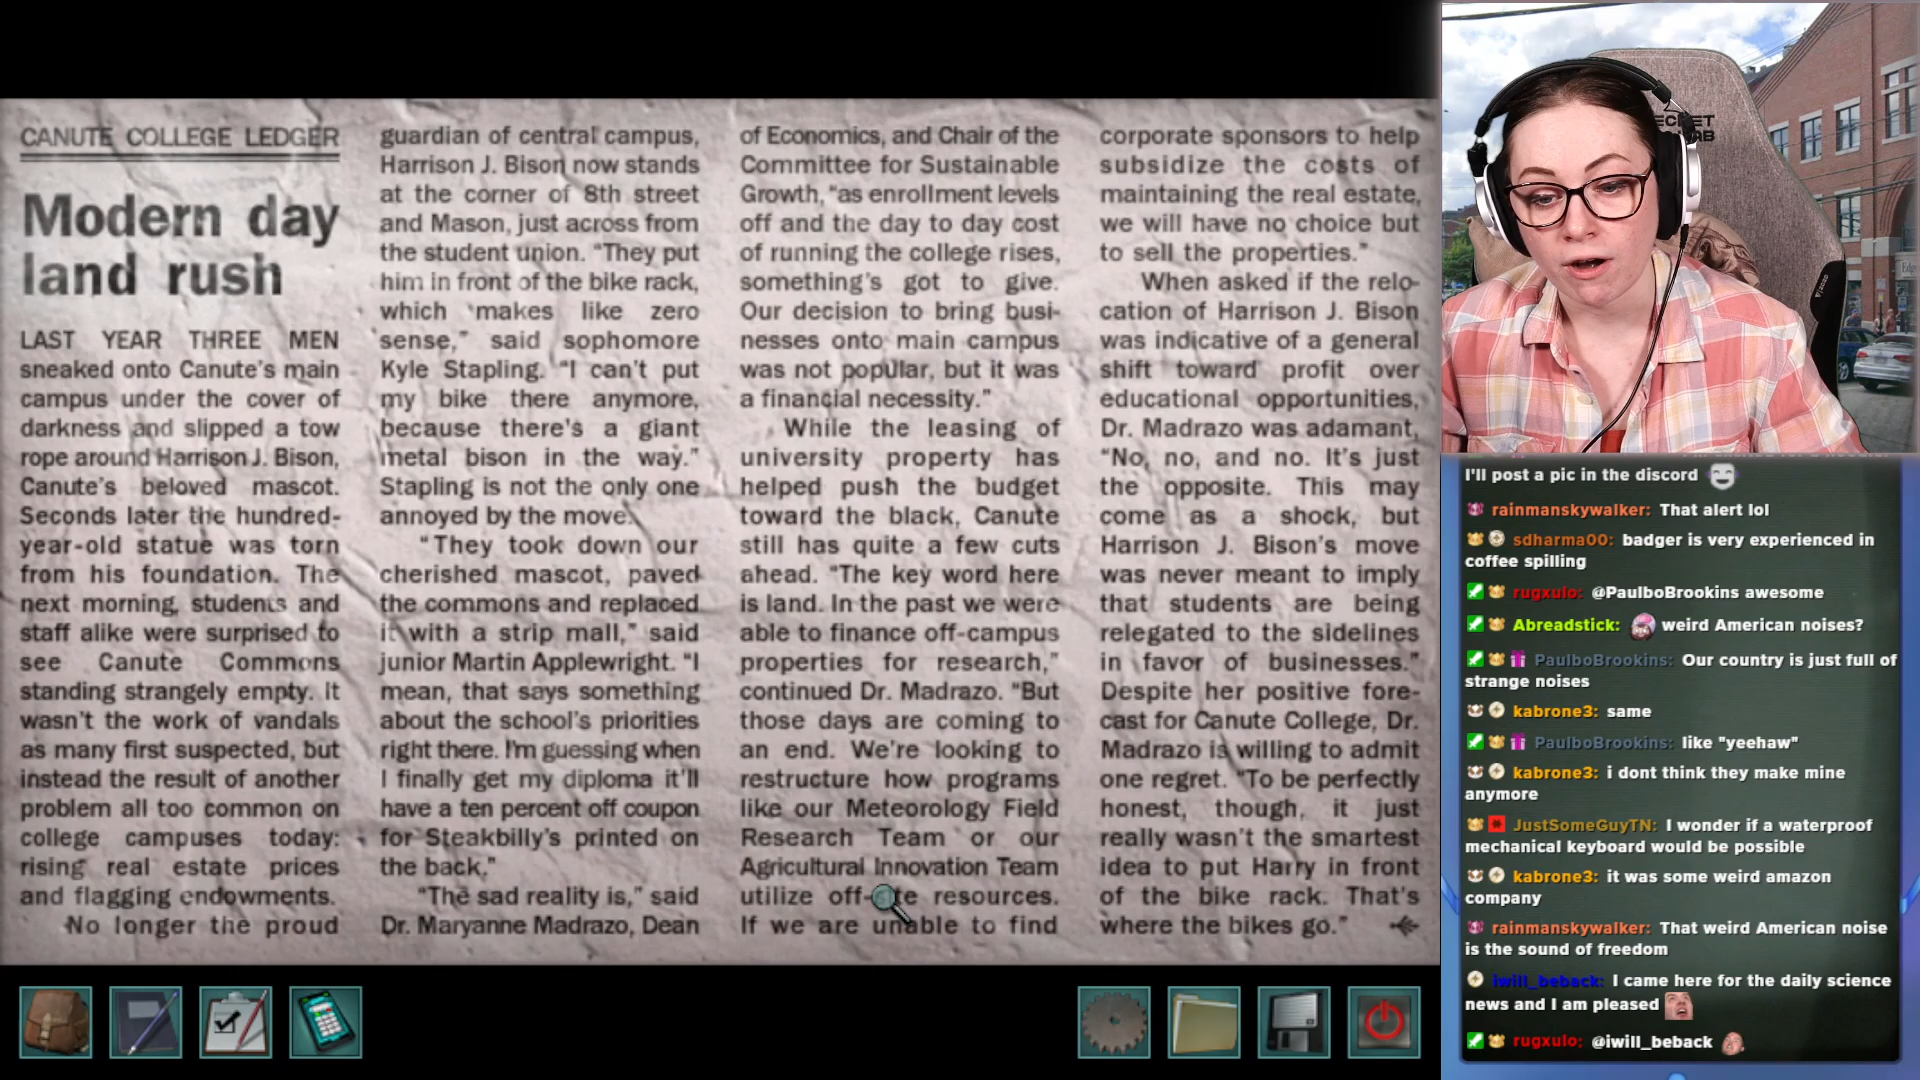 CANUTE COLLEGE LEDGER
Modern day
land rush
LAST YEAR THREE MEN
sneaked onto Canute's main
campus under the cover of
darkness and slipped a tow
rope around Harrison J. Bison,
Canute's beloved mascot.
Seconds later the hundred-
year-old statue was torn
from his foundation. The
next morning, students and
staff alike were surprised to
see Canute Commons
standing strangely empty. It
wasn't the work of vandals
as many first suspected, but
instead the result of another
problem all too common on
college campuses today:
rising real estate prices
and flagging endowments.
No longer the proud
guardian of central campus,
Harrison J. Bison now stands
at the corner of 8th street
and Mason, just across from
the student union. "They put
him in front of the bike rack,
which makes like zero
sense," said sophomore
Kyle Stapling. "I can't put
my bike there anymore,
because there's a giant
metal bison in the way."
Stapling is not the only one
annoyed by the move.
"They took down our
cherished mascot, paved
the commons and replaced
it with a strip mall," said
junior Martin Applewright. "I
mean, that says something
about the school's priorities
right there. I'm guessing when
I finally get my diploma it'll
have a ten percent off coupon
for Steakbilly's printed on
the back."
"The sad reality is," said
Dr. Maryanne Madrazo, Dean
of Economics, and Chair of the
Committee for Sustainable
Growth, "as enrollment levels
off and the day to day cost
of running the college rises,
something's got to give.
Our decision to bring busi-
nesses onto main campus
was not popular, but it was
a financial necessity."
While the leasing of
university property has
helped push the budget
toward the black, Canute
still has quite a few cuts
ahead. "The key word here
is land. In the past we were
able to finance off-campus
properties for research,"
continued Dr. Madrazo. "But
those days are coming to
an end. We're looking to
restructure how programs
like our Meteorology Field
Research Team or our
Agricultural Innovation Team
utilize resources.
If we are unable to find
corporate sponsors to help
subsidize the costs of
maintaining the real estate,
we will have no choice but
to sell the properties."
When asked if the relo-
cation of Harrison J. Bison
was indicative of a general
shift toward profit over
educational opportunities,
Dr. Madrazo was adamant,
"No, no, and no. It's just
the opposite. This may
come as a shock, but
Harrison J. Bison's move
was never meant to imply
that students are being
relegated to the sidelines
in favor of businesses."
Despite her positive fore-
cast for Canute College, Dr.
Madrazo is willing to admit
one regret. "To be perfectly
honest, though, it just
really wasn't the smartest
idea to put Harry in front
of the bike rack. That's
where the bikes go."
I'll post a pic in the discord
rainmanskywalker: That alert lol
sdharma00: badger is very experienced in
coffee spilling
rugxulo: @PaulboBrookins awesome
Abreadstick: weird American noises?
PaulboBrookins: Our country is just full of
strange noises
kabrone3: same
PaulboBrookins: like "yeehaw"
kabrone3: i dont think they make mine
anymore
JustSomeGuyTN: I wonder if a waterproof
mechanical keyboard would be possible
kabrone3: it was some weird amazon
company
rainmanskywalker: That weird American noise
is the sound of freedom
iwill_beback: I came here for the daily science
news and I am pleased
rugxulo: @iwill_beback